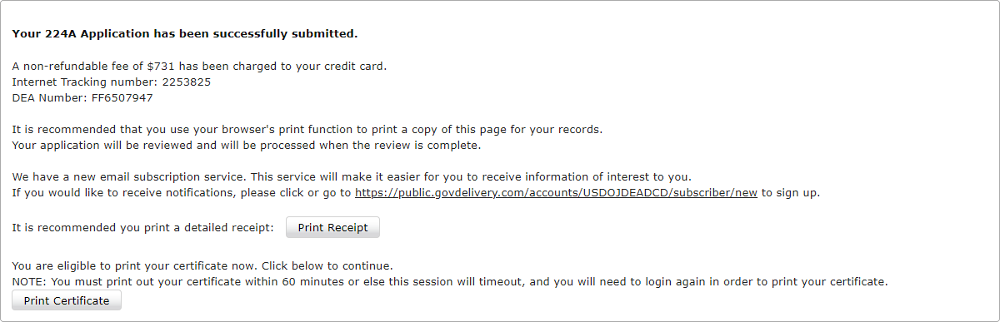 Your 224A Application has been successfully submitted.
A non-refundable fee of $731 has been charged to your credit card.
Internet Tracking number: 2253825
DEA Number: FF6507947
It is recommended that you use your browser's print function to print a copy of this page for your records.
Your application will be reviewed and will be processed when the review is complete.
We have a new email subscription service. This service will make it easier for you to receive information of interest to you.
If you would like to receive notifications, please click or go to https://public.govdelivery.com/accounts/USDOJDEADCD/subscriber/new to sign up.
It is recommended you print a detailed receipt: Print Receipt
You are eligible to print your certificate now. Click below to continue.
NOTE: You must print out your certificate within 60 minutes or else this session will timeout, and you will need to login again in order to print your certificate.
Print Certificate